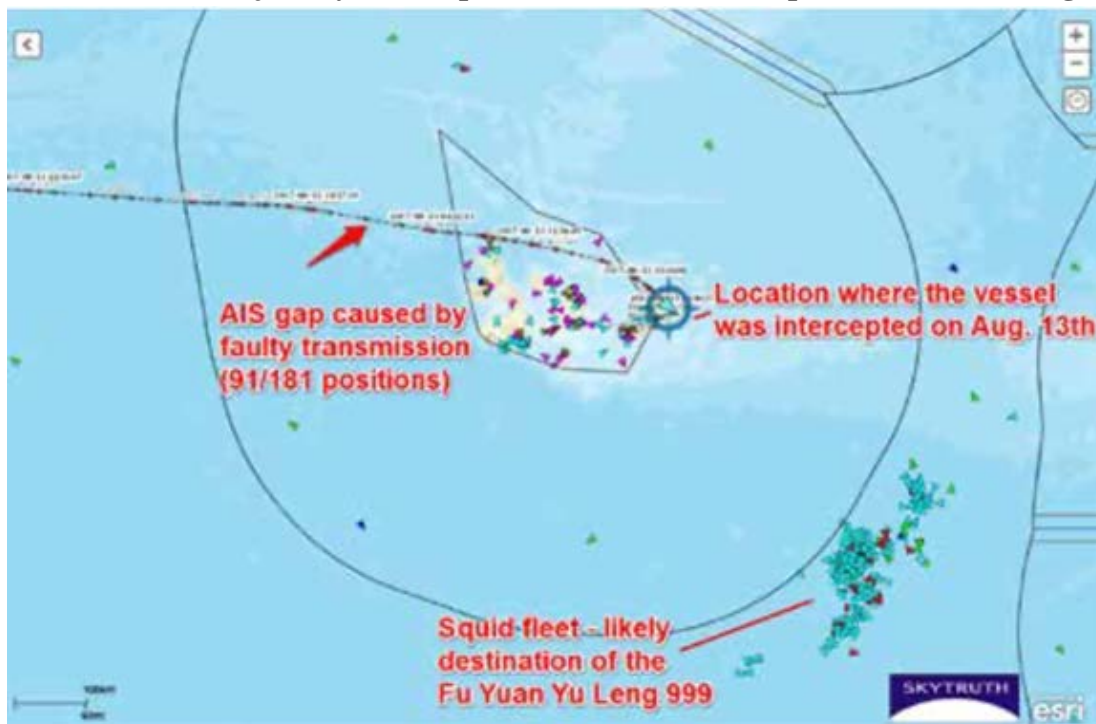 +
−
AIS gap caused by
faulty transmission
(91/181 positions)
Location where the vessel
was intercepted on Aug. 13th
Squid fleet - likely
destination of the
Fu Yuan Yu Leng 999
SKYTRUTH
esri